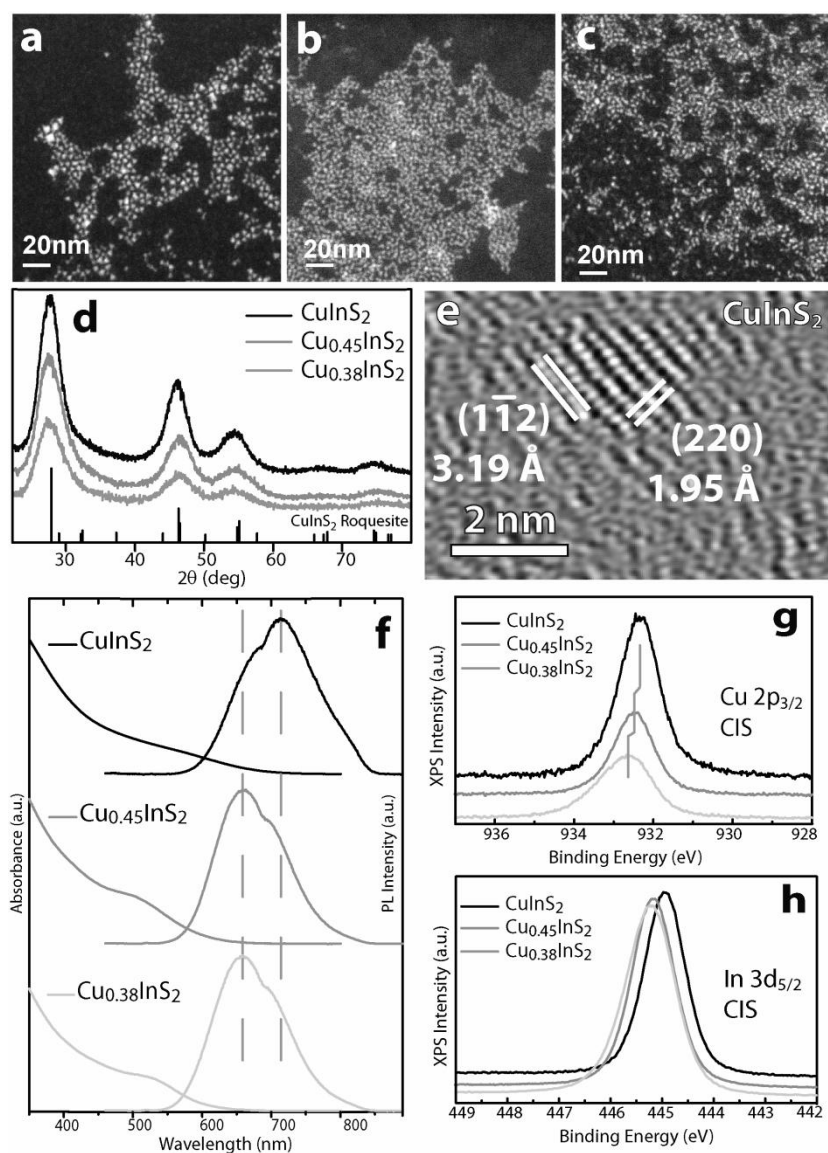 a
20nm
b
20nm
c
20nm
d
CuInS₂
Cu₀.₄₅InS₂
Cu₀.₃₈InS₂
CuInS₂ Roquesite
30 40 50 60 70
2θ (deg)
e
CuInS₂
(11̅2)
3.19 Å
(220)
1.95 Å
2 nm
f
CuInS₂
Cu₀.₄₅InS₂
Cu₀.₃₈InS₂
Absorbance (a.u.)
PL Intensity (a.u.)
400 500 600 700 800
Wavelength (nm)
g
CuInS₂
Cu₀.₄₅InS₂
Cu₀.₃₈InS₂
Cu 2p₃/₂
CIS
XPS Intensity (a.u.)
936 934 932 930 928
Binding Energy (eV)
h
CuInS₂
Cu₀.₄₅InS₂
Cu₀.₃₈InS₂
In 3d₅/₂
CIS
XPS Intensity (a.u.)
449 448 447 446 445 444 443 442
Binding Energy (eV)